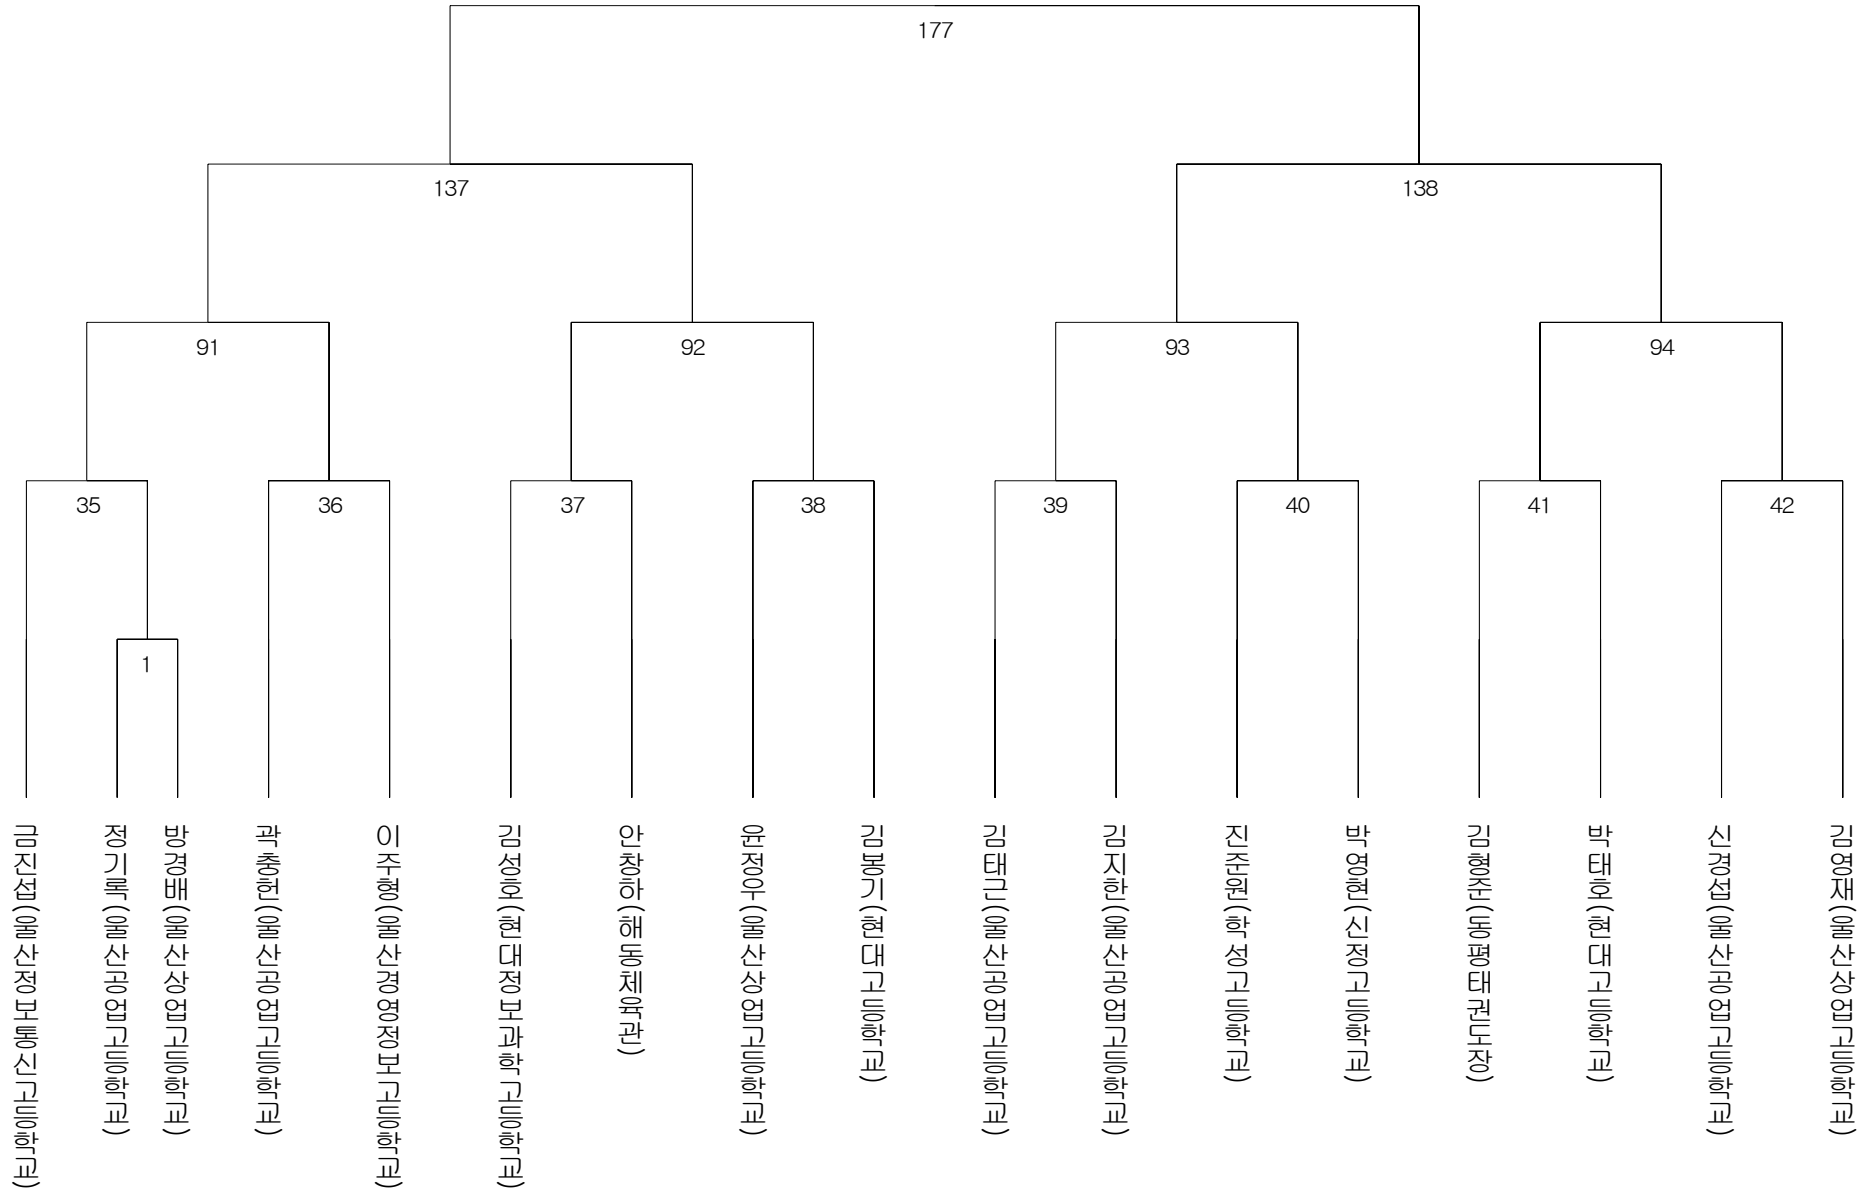 177
137
138
91
92
93
94
35
36
37
38
39
40
41
42
1
금진섭(울산정보통신고등학교)
정기록(울산공업고등학교)
방경배(울산상업고등학교)
곽충헌(울산공업고등학교)
이주형(울산경영정보고등학교)
김성호(현대정보과학고등학교)
안창하(해동체육관)
윤정우(울산상업고등학교)
김봉기(현대고등학교)
김태근(울산공업고등학교)
김지한(울산공업고등학교)
진준원(학성고등학교)
박영현(신정고등학교)
김형준(동평태권도장)
박태호(현대고등학교)
신경섭(울산공업고등학교)
김영재(울산상업고등학교)